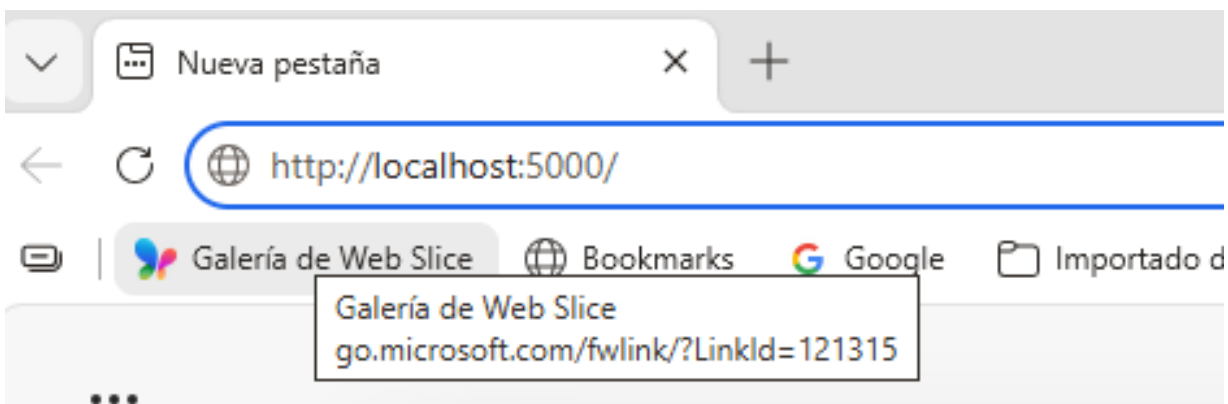 Nueva pestaña
http://localhost:5000/
Galería de Web Slice Bookmarks Google Importado d
Galería de Web Slice
go.microsoft.com/fwlink/?LinkId=121315